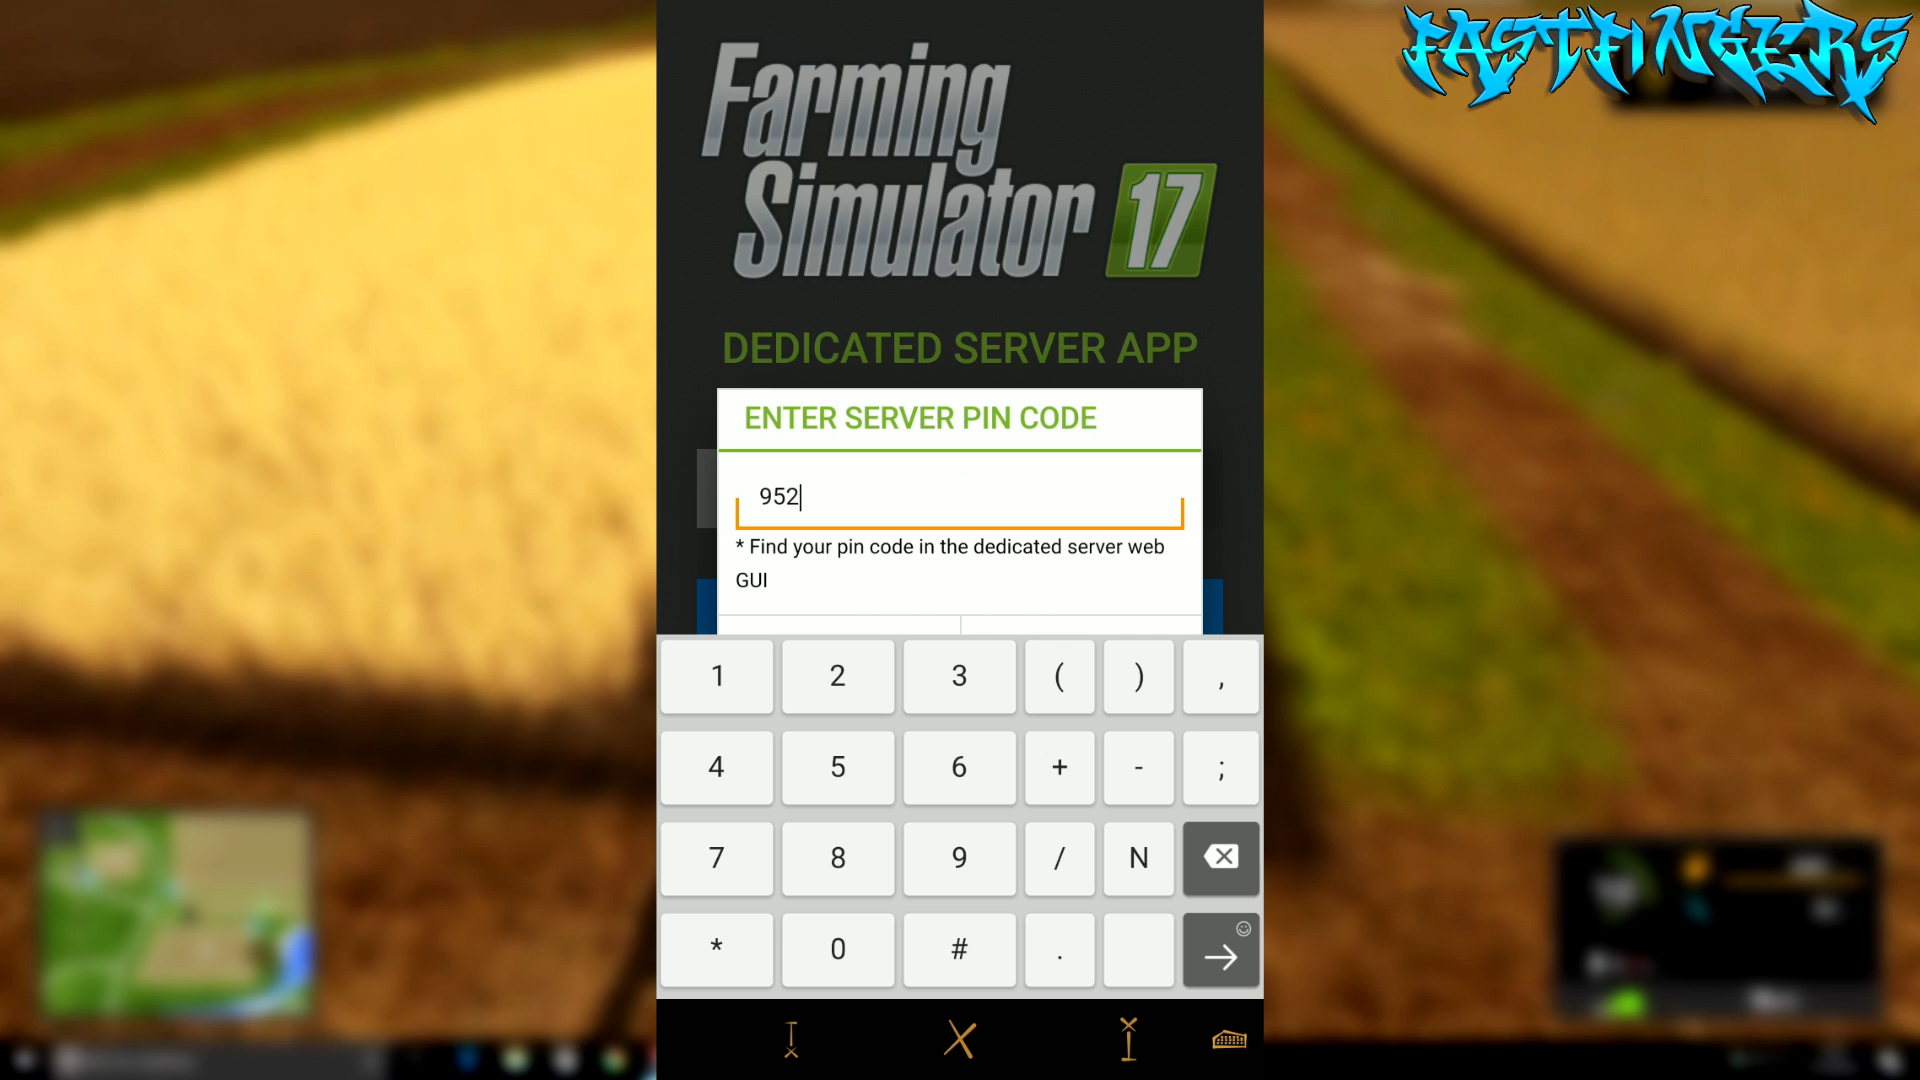 FASTFINGERS
Farming
Simulator 17
DEDICATED SERVER APP
ENTER SERVER PIN CODE
952
* Find your pin code in the dedicated server web
GUI
1 2 3 ( ) ,
4 5 6 + - ;
7 8 9 / N
* 0 # .